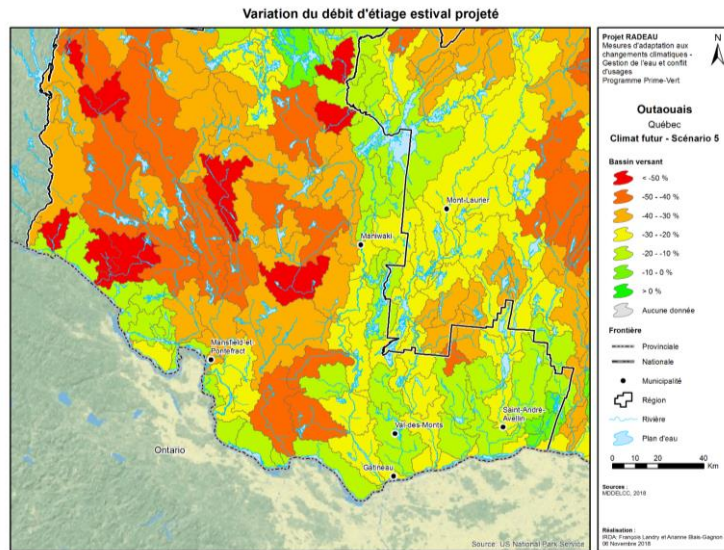 Variation du débit d'étiage estival projeté
Projet RADEAU
Mesures d'adaptation aux
changements climatiques -
Gestion de l'eau et conflit
d'usages
Programme Prime-Vert
N
Outaouais
Québec
Climat futur - Scénario 5
Bassin versant
< -50 %
-50 - -40 %
-40 - -30 %
-30 - -20 %
-20 - -10 %
-10 - 0 %
> 0 %
Aucune donnée
Frontière
Provinciale
Nationale
Municipalité
Région
Rivière
Plan d'eau
0 10 20 40
Km
Sources :
MDDELCC, 2016
Réalisation :
IRDA: François Landry et Arianne Blais-Gagnon
06 Novembre 2018
Mont-Laurier
Maniwaki
Mansfield-et-
Pontefract
Saint-André-
Avellin
Val-des-Monts
Ontario
Gatineau
Source: US National Park Service